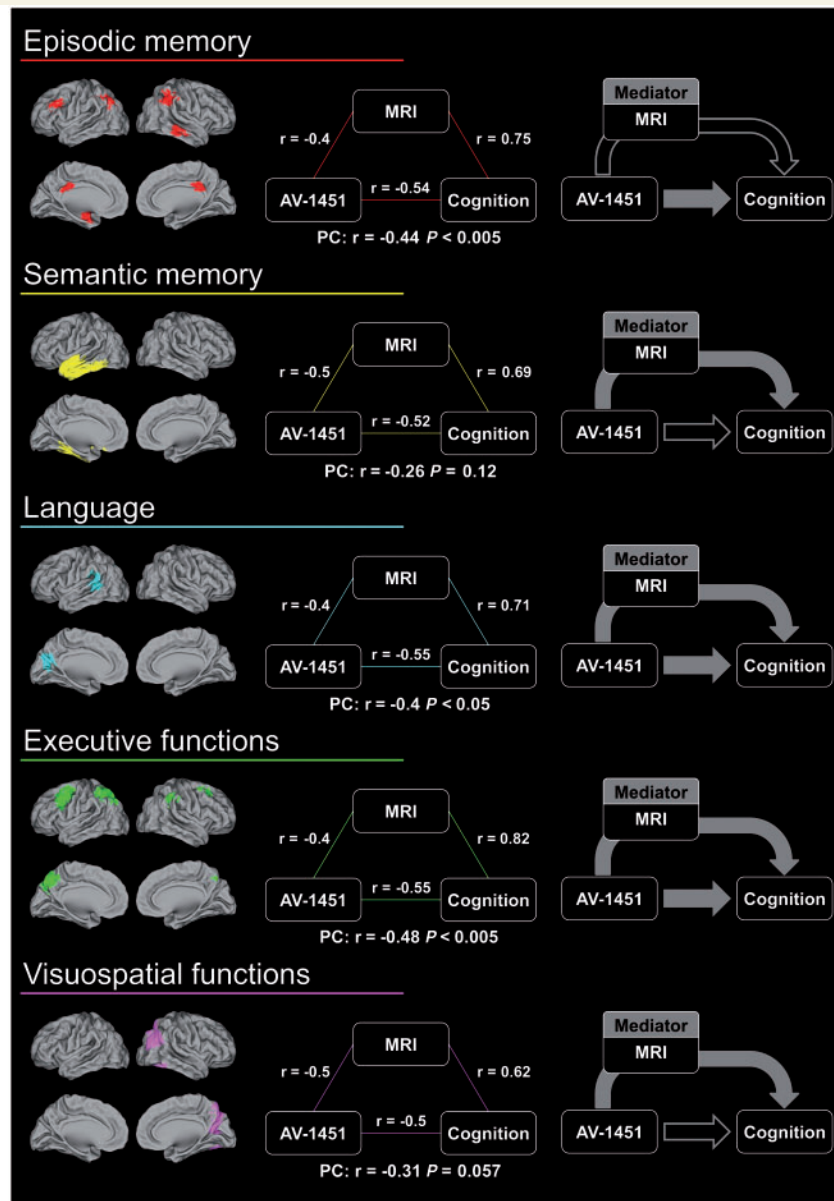 Episodic memory
Mediator
MRI
MRI
r = -0.4
r = 0.75
r = -0.54
AV-1451
Cognition
AV-1451
Cognition
PC: r = -0.44 P < 0.005
Semantic memory
Mediator
MRI
MRI
r = -0.5
r = 0.69
r = -0.52
AV-1451
Cognition
AV-1451
Cognition
PC: r = -0.26 P = 0.12
Language
Mediator
MRI
MRI
r = -0.4
r = 0.71
r = -0.55
AV-1451
Cognition
AV-1451
Cognition
PC: r = -0.4 P < 0.05
Executive functions
Mediator
MRI
MRI
r = -0.4
r = 0.82
r = -0.55
AV-1451
Cognition
AV-1451
Cognition
PC: r = -0.48 P < 0.005
Visuospatial functions
Mediator
MRI
MRI
r = -0.5
r = 0.62
r = -0.5
AV-1451
Cognition
AV-1451
Cognition
PC: r = -0.31 P = 0.057